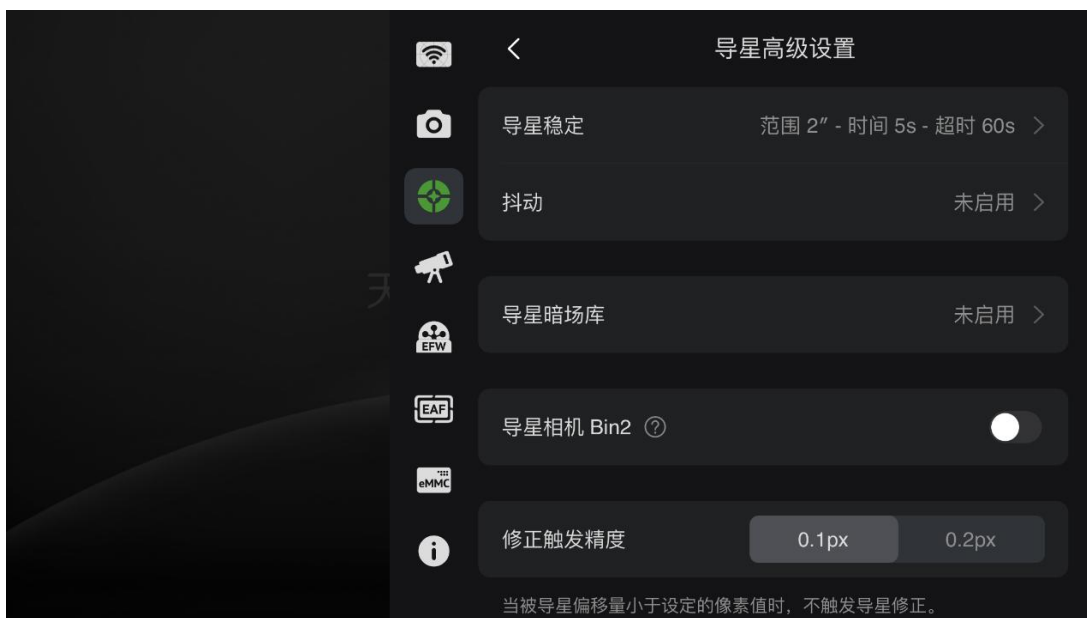 导星高级设置
导星稳定 范围 2″ - 时间 5s - 超时 60s
抖动 未启用
天
导星暗场库 未启用
EFW
EAF
导星相机 Bin2 ?
eMMC
修正触发精度 0.1px 0.2px
当被导星偏移量小于设定的像素值时，不触发导星修正。